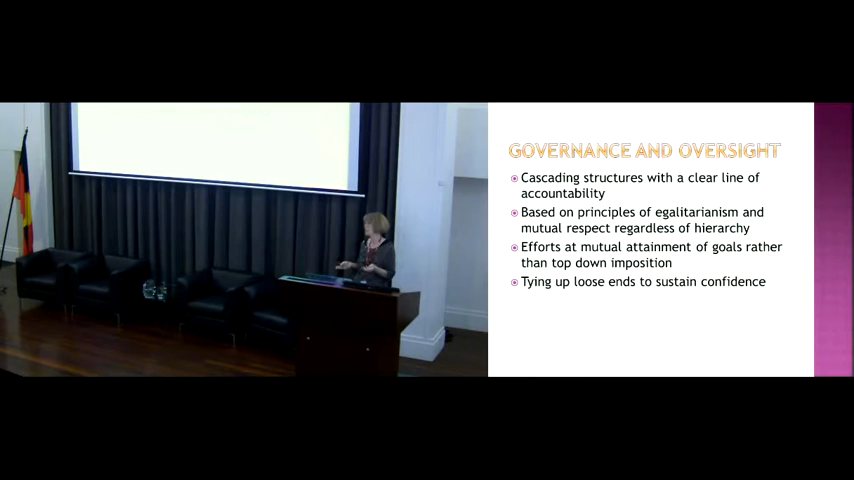 GOVERNANCE AND OVERSIGHT
Cascading structures with a clear line of
accountability
Based on principles of egalitarianism and
mutual respect regardless of hierarchy
Efforts at mutual attainment of goals rather
than top down imposition
Tying up loose ends to sustain confidence